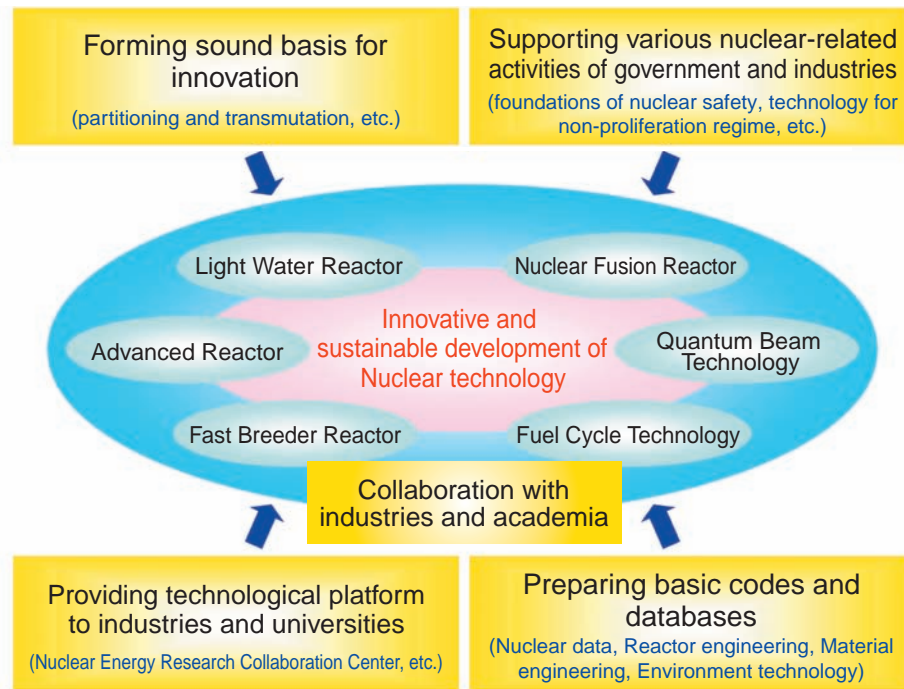 Forming sound basis for
innovation
(partitioning and transmutation, etc.)
Supporting various nuclear-related
activities of government and industries
(foundations of nuclear safety, technology for
non-proliferation regime, etc.)
Light Water Reactor
Nuclear Fusion Reactor
Advanced Reactor
Innovative and
sustainable development of
Nuclear technology
Quantum Beam
Technology
Fast Breeder Reactor
Fuel Cycle Technology
Collaboration with
industries and academia
Providing technological platform
to industries and universities
(Nuclear Energy Research Collaboration Center, etc.)
Preparing basic codes and
databases
(Nuclear data, Reactor engineering, Material
engineering, Environment technology)